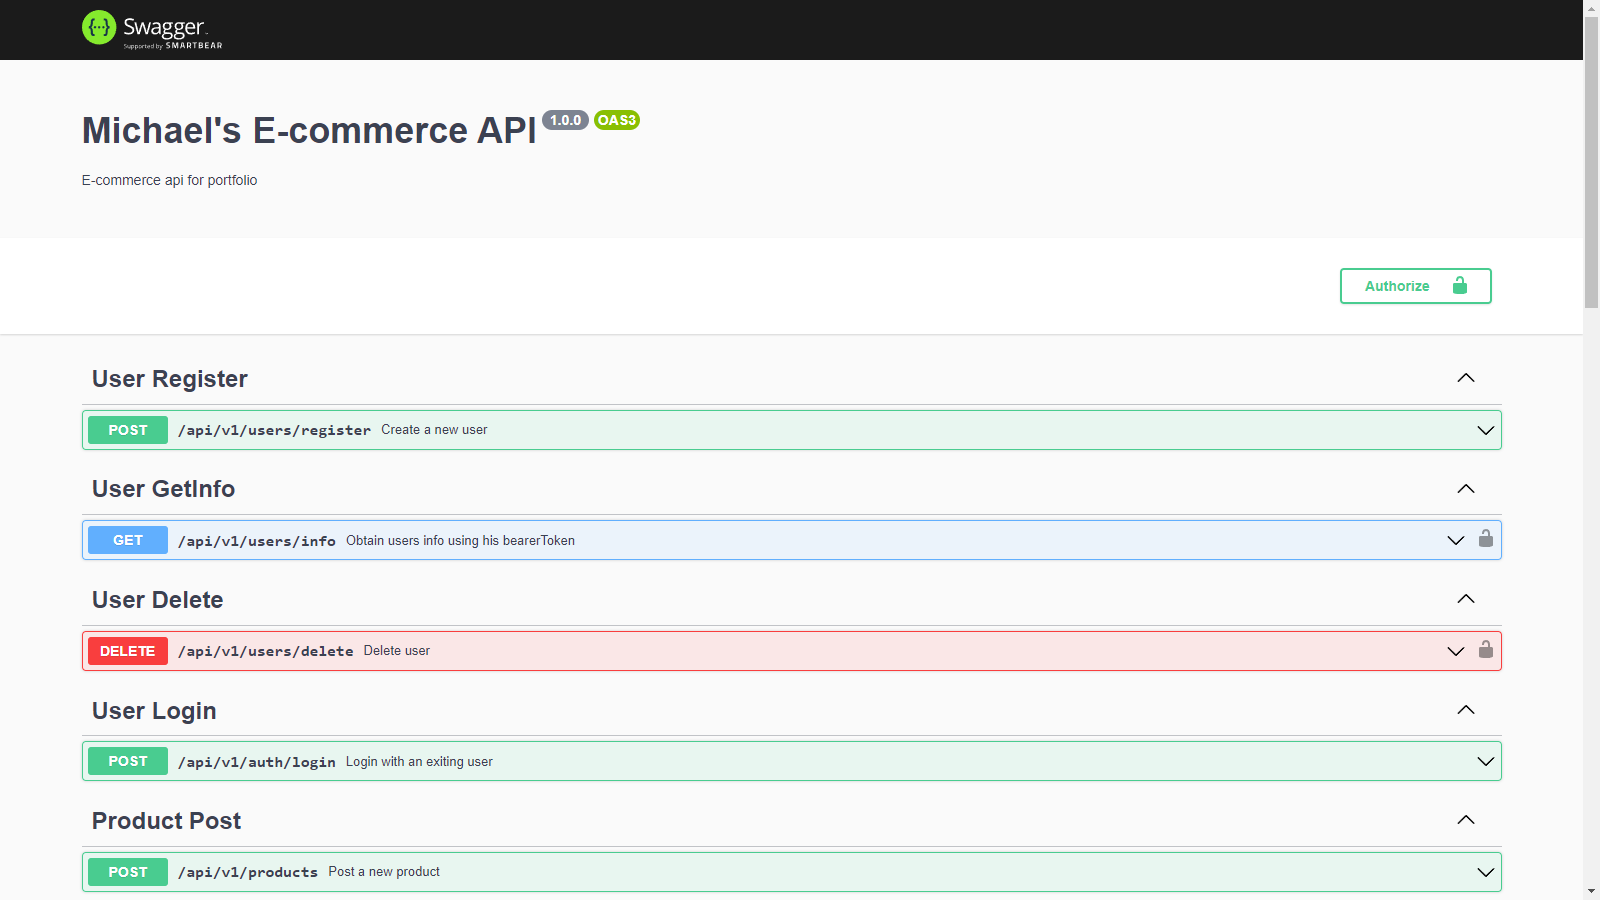 Swagger
Supported by SMARTBEAR
Michael's E-commerce API 1.0.0 OAS3
E-commerce api for portfolio
Authorize
User Register
POST /api/v1/users/register Create a new user
User GetInfo
GET /api/v1/users/info Obtain users info using his bearerToken
User Delete
DELETE /api/v1/users/delete Delete user
User Login
POST /api/v1/auth/login Login with an exiting user
Product Post
POST /api/v1/products Post a new product